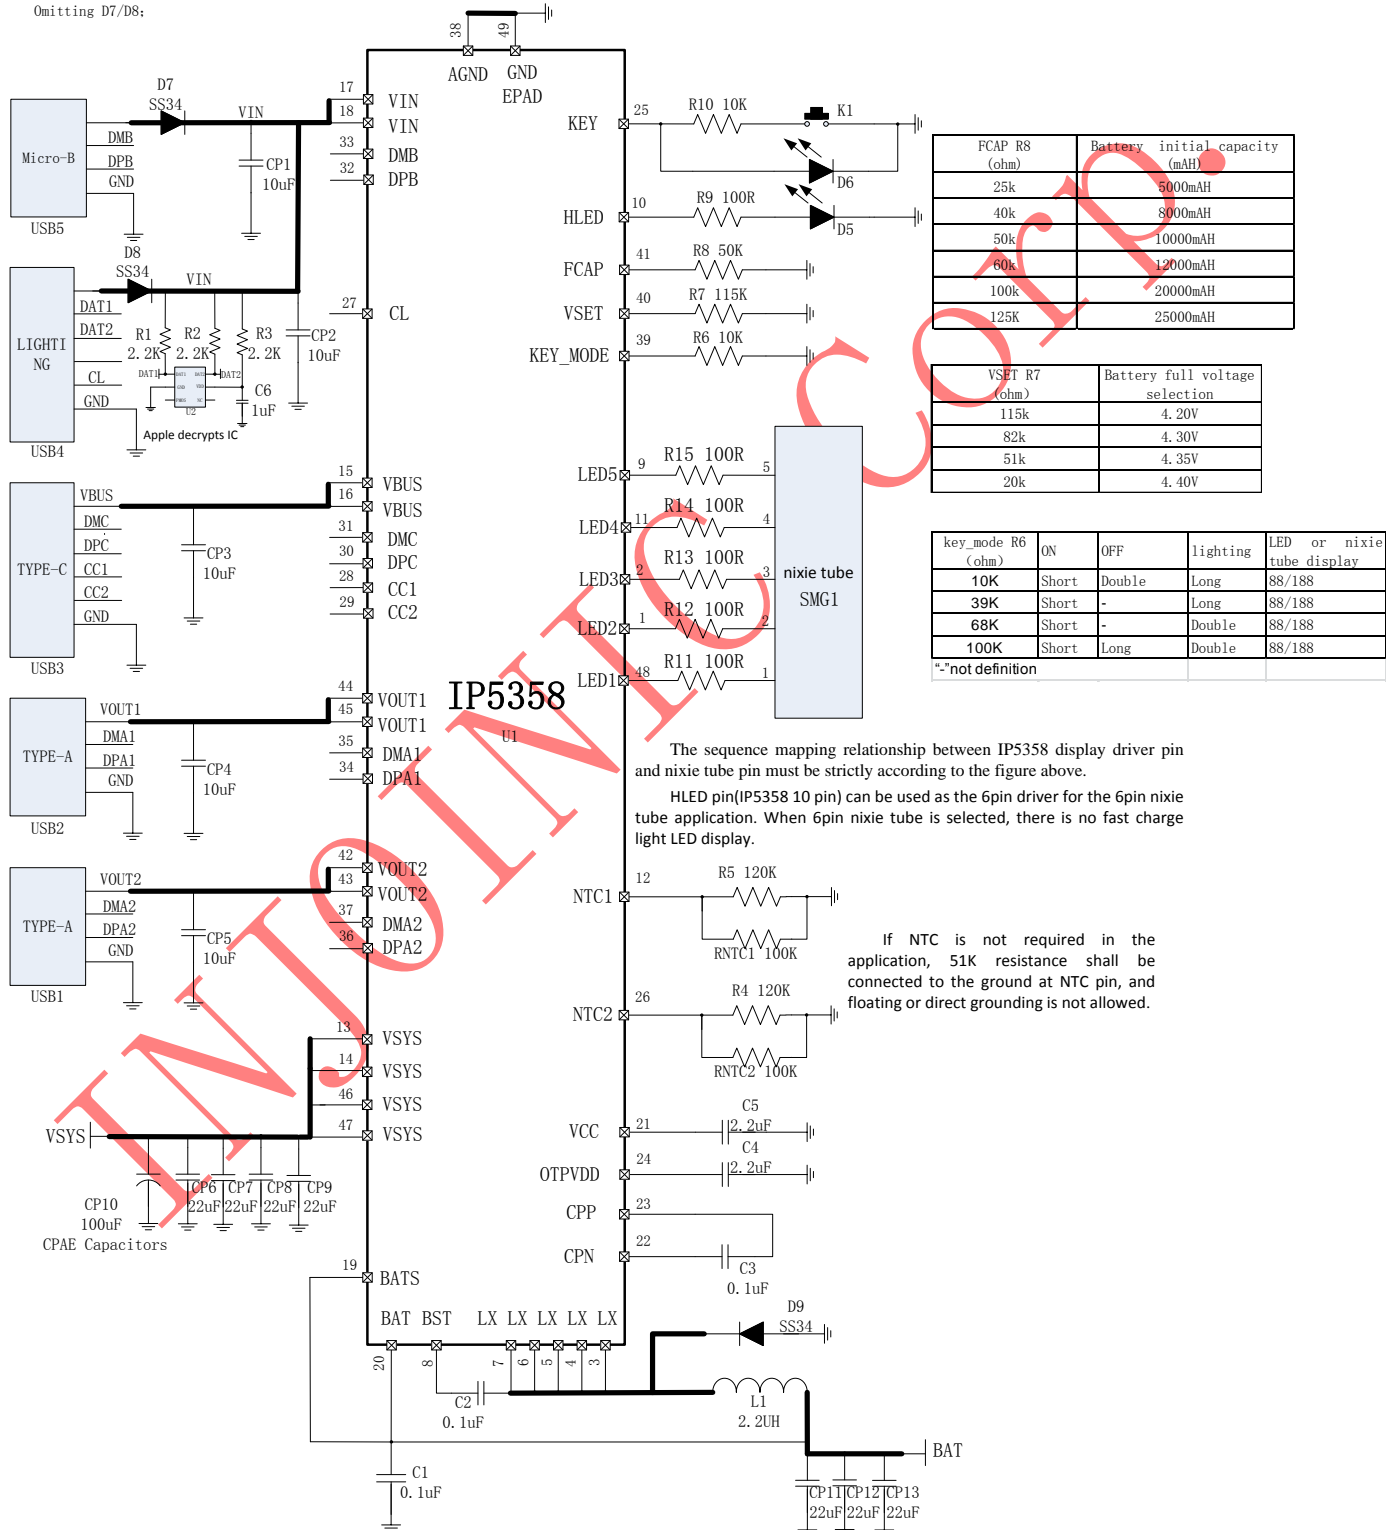 Omitting D7/D8;
38
49
AGND
GND
EPAD
D7
SS34
VIN
17
VIN
18
VIN
Micro-B
DMB
DPB
GND
USB5
CP1
10uF
33
DMB
32
DPB
D8
SS34
VIN
LIGHTI
NG
DAT1
DAT2
CL
GND
USB4
R1
2.2K
R2
2.2K
R3
2.2K
CP2
10uF
DAT1
DAT2
C6
1uF
U2
Apple decrypts IC
27
CL
TYPE-C
VBUS
DMC
DPC
CC1
CC2
GND
USB3
CP3
10uF
15
VBUS
16
VBUS
31
DMC
30
DPC
28
CC1
29
CC2
TYPE-A
VOUT1
DMA1
DPA1
GND
USB2
CP4
10uF
44
VOUT1
45
VOUT1
35
DMA1
34
DPA1
IP5358
U1
TYPE-A
VOUT2
DMA2
DPA2
GND
USB1
CP5
10uF
42
VOUT2
43
VOUT2
37
DMA2
36
DPA2
13
VSYS
14
VSYS
46
VSYS
47
VSYS
VSYS
CP10
100uF
CPAE Capacitors
CP6
22uF
CP7
22uF
CP8
22uF
CP9
22uF
19
BATS
BAT BST LX LX LX LX LX
20
8
7
6
5
4
3
C2
0.1uF
C1
0.1uF
D9
SS34
L1
2.2UH
BAT
CP11
22uF
CP12
22uF
CP13
22uF
KEY
25
R10 10K
K1
D6
HLED
10
R9 100R
D5
FCAP
41
R8 50K
VSET
40
R7 115K
KEY_MODE
39
R6 10K
LED5
9
R15 100R
5
LED4
11
R14 100R
4
LED3
2
R13 100R
3
LED2
1
R12 100R
2
LED1
48
R11 100R
1
nixie tube
SMG1
The sequence mapping relationship between IP5358 display driver pin
and nixie tube pin must be strictly according to the figure above.
HLED pin(IP5358 10 pin) can be used as the 6pin driver for the 6pin nixie
tube application. When 6pin nixie tube is selected, there is no fast charge
light LED display.
NTC1
12
R5 120K
RNTC1 100K
NTC2
26
R4 120K
RNTC2 100K
If NTC is not required in the
application, 51K resistance shall be
connected to the ground at NTC pin, and
floating or direct grounding is not allowed.
VCC
21
C5
2.2uF
OTPVDD
24
C4
2.2uF
CPP
23
CPN
22
C3
0.1uF
FCAP R8 (ohm) Battery initial capacity (mAH)
25k 5000mAH
40k 8000mAH
50k 10000mAH
60k 12000mAH
100k 20000mAH
125K 25000mAH
VSET R7 (ohm) Battery full voltage selection
115k 4.20V
82k 4.30V
51k 4.35V
20k 4.40V
key_mode R6 (ohm) ON OFF lighting LED or nixie tube display
10K Short Double Long 88/188
39K Short - Long 88/188
68K Short - Double 88/188
100K Short Long Double 88/188
"-"not definition
INJOINIC Corp.